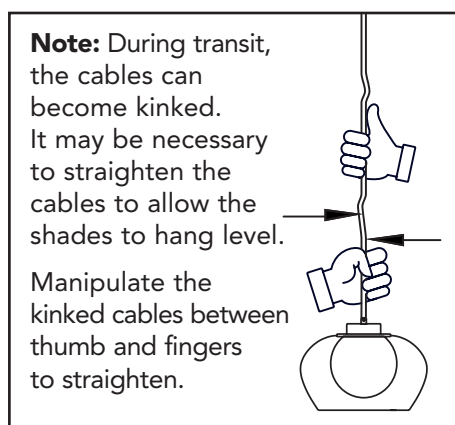 Note: During transit,
the cables can
become kinked.
It may be necessary
to straighten the
cables to allow the
shades to hang level.
Manipulate the
kinked cables between
thumb and fingers
to straighten.